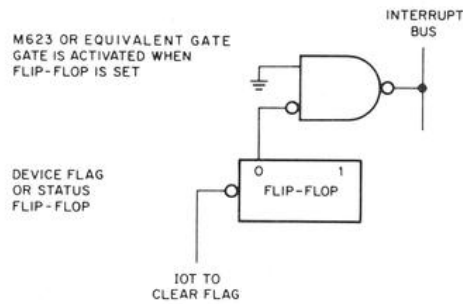 INTERRUPT
BUS
M623 OR EQUIVALENT GATE
GATE IS ACTIVATED WHEN
FLIP-FLOP IS SET
DEVICE FLAG
OR STATUS
FLIP-FLOP
0 1
FLIP-FLOP
IOT TO
CLEAR FLAG